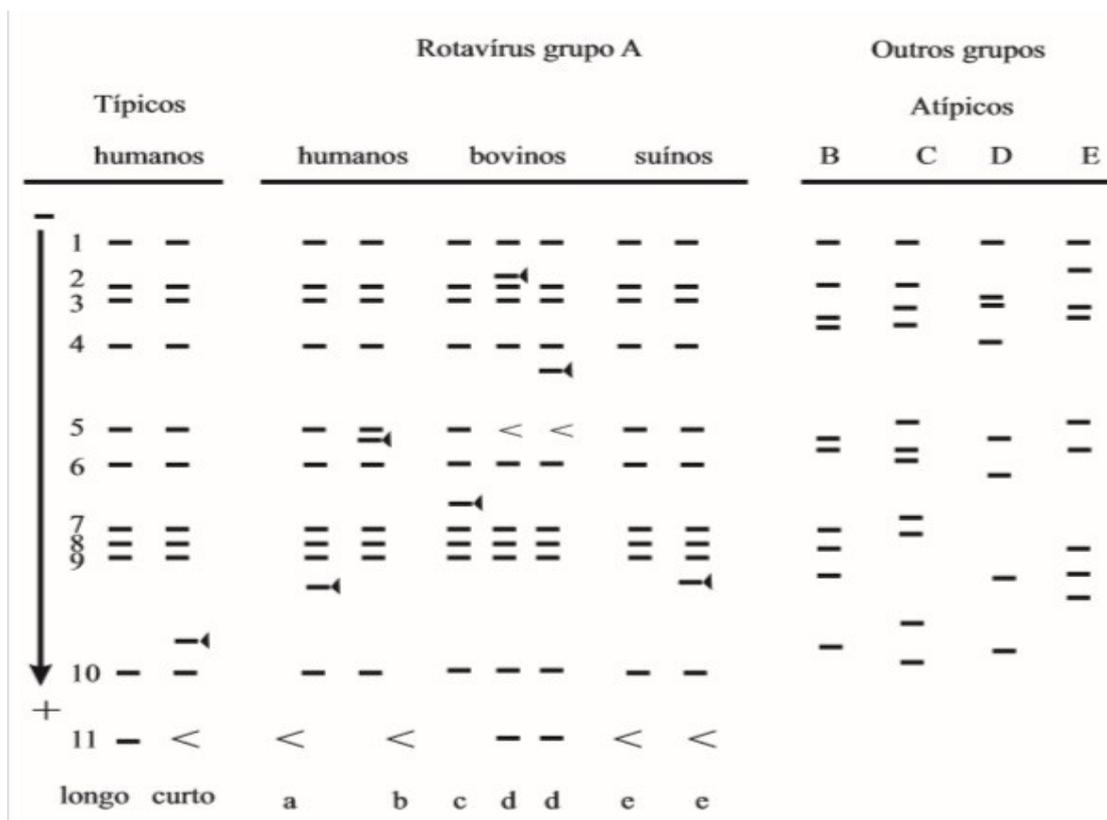 Rotavírus grupo A Outros grupos
Típicos Atípicos
humanos humanos bovinos suínos B C D E
−
1
2
3
4
5 < <
6
7
8
9
10
+
11 < < < < <
longo curto a b c d d e e